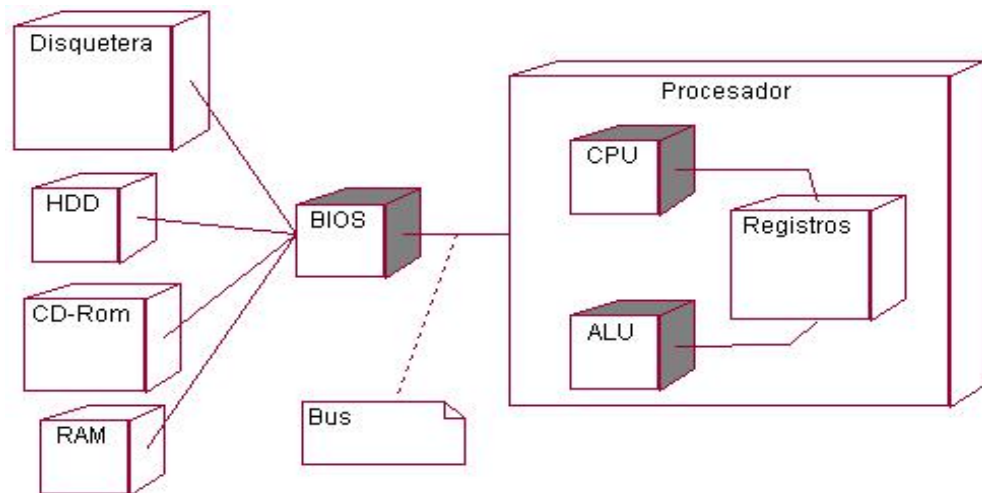 Disquetera
HDD
CD-Rom
RAM
BIOS
Bus
Procesador
CPU
Registros
ALU